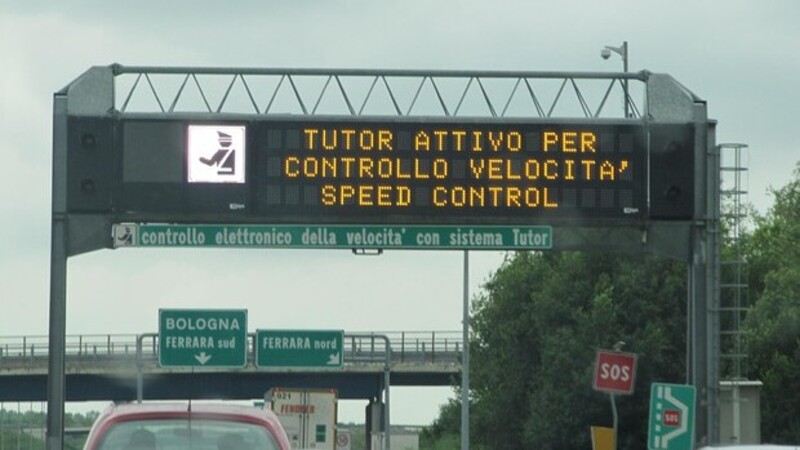 TUTOR ATTIVO PER
CONTROLLO VELOCITA'
SPEED CONTROL
controllo elettronico della velocita' con sistema Tutor
BOLOGNA
FERRARA sud
FERRARA nord
SOS
SOS